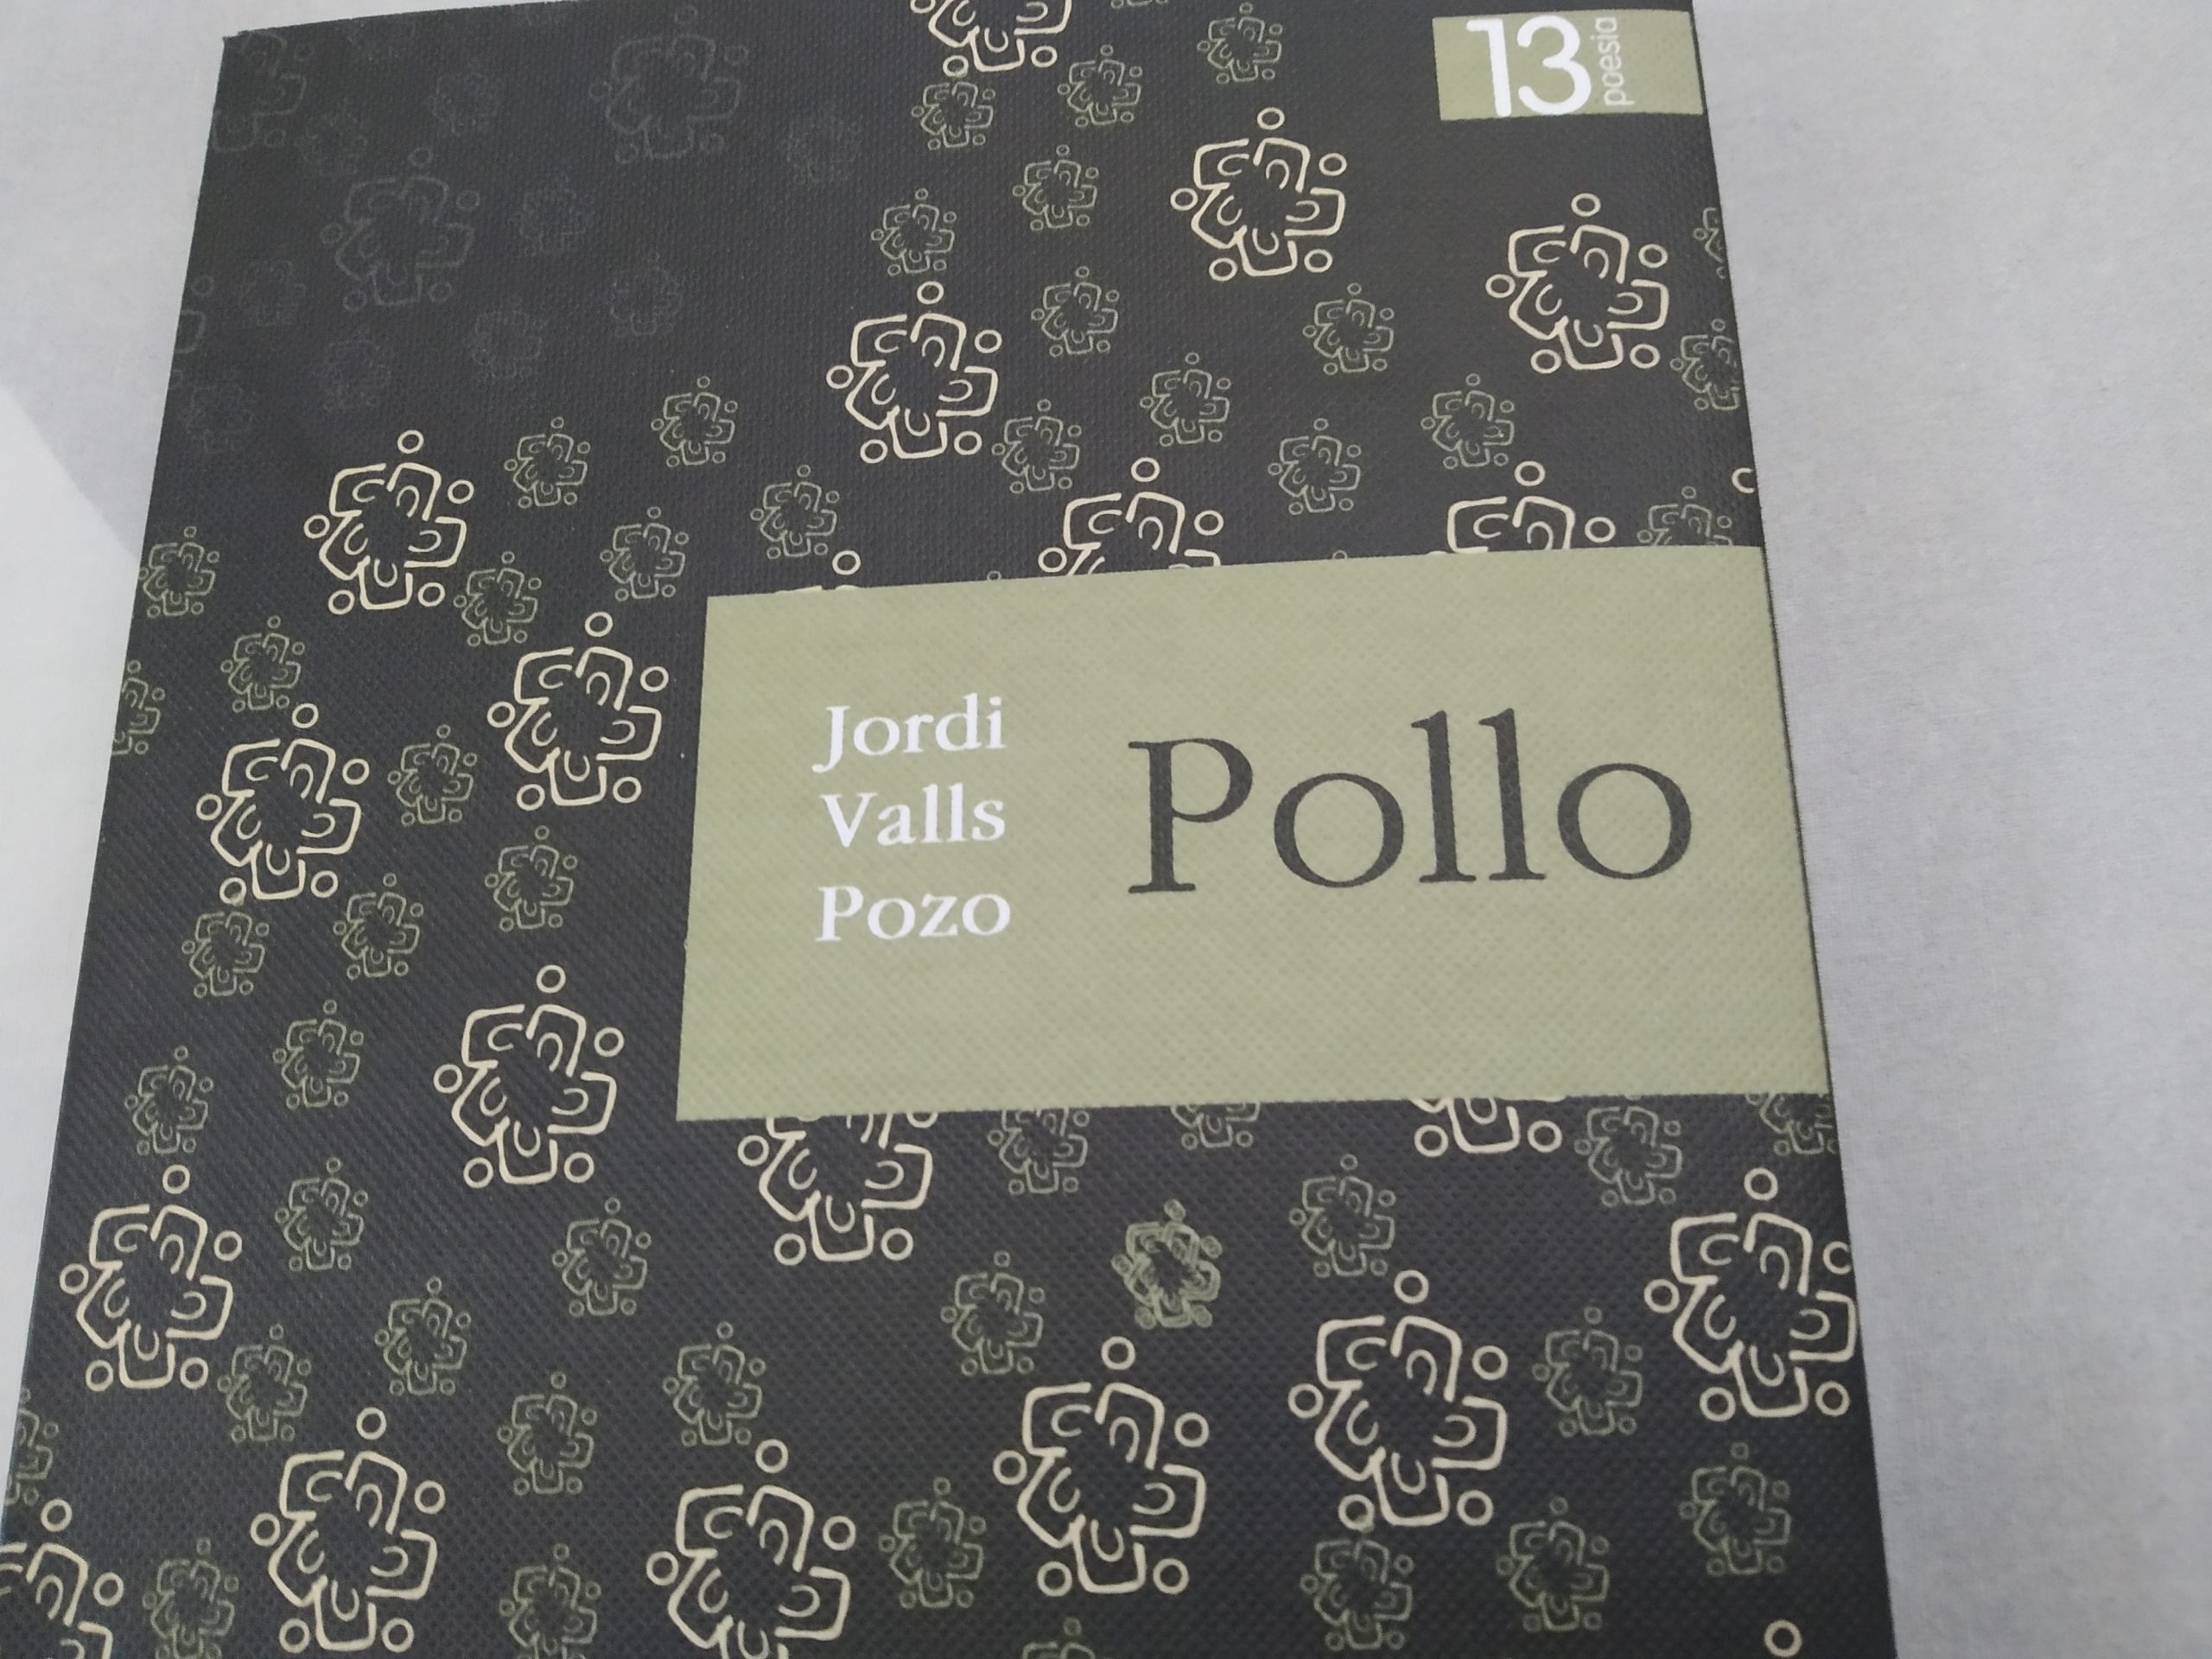 13
poesia
Jordi
Valls
Pozo
Pollo